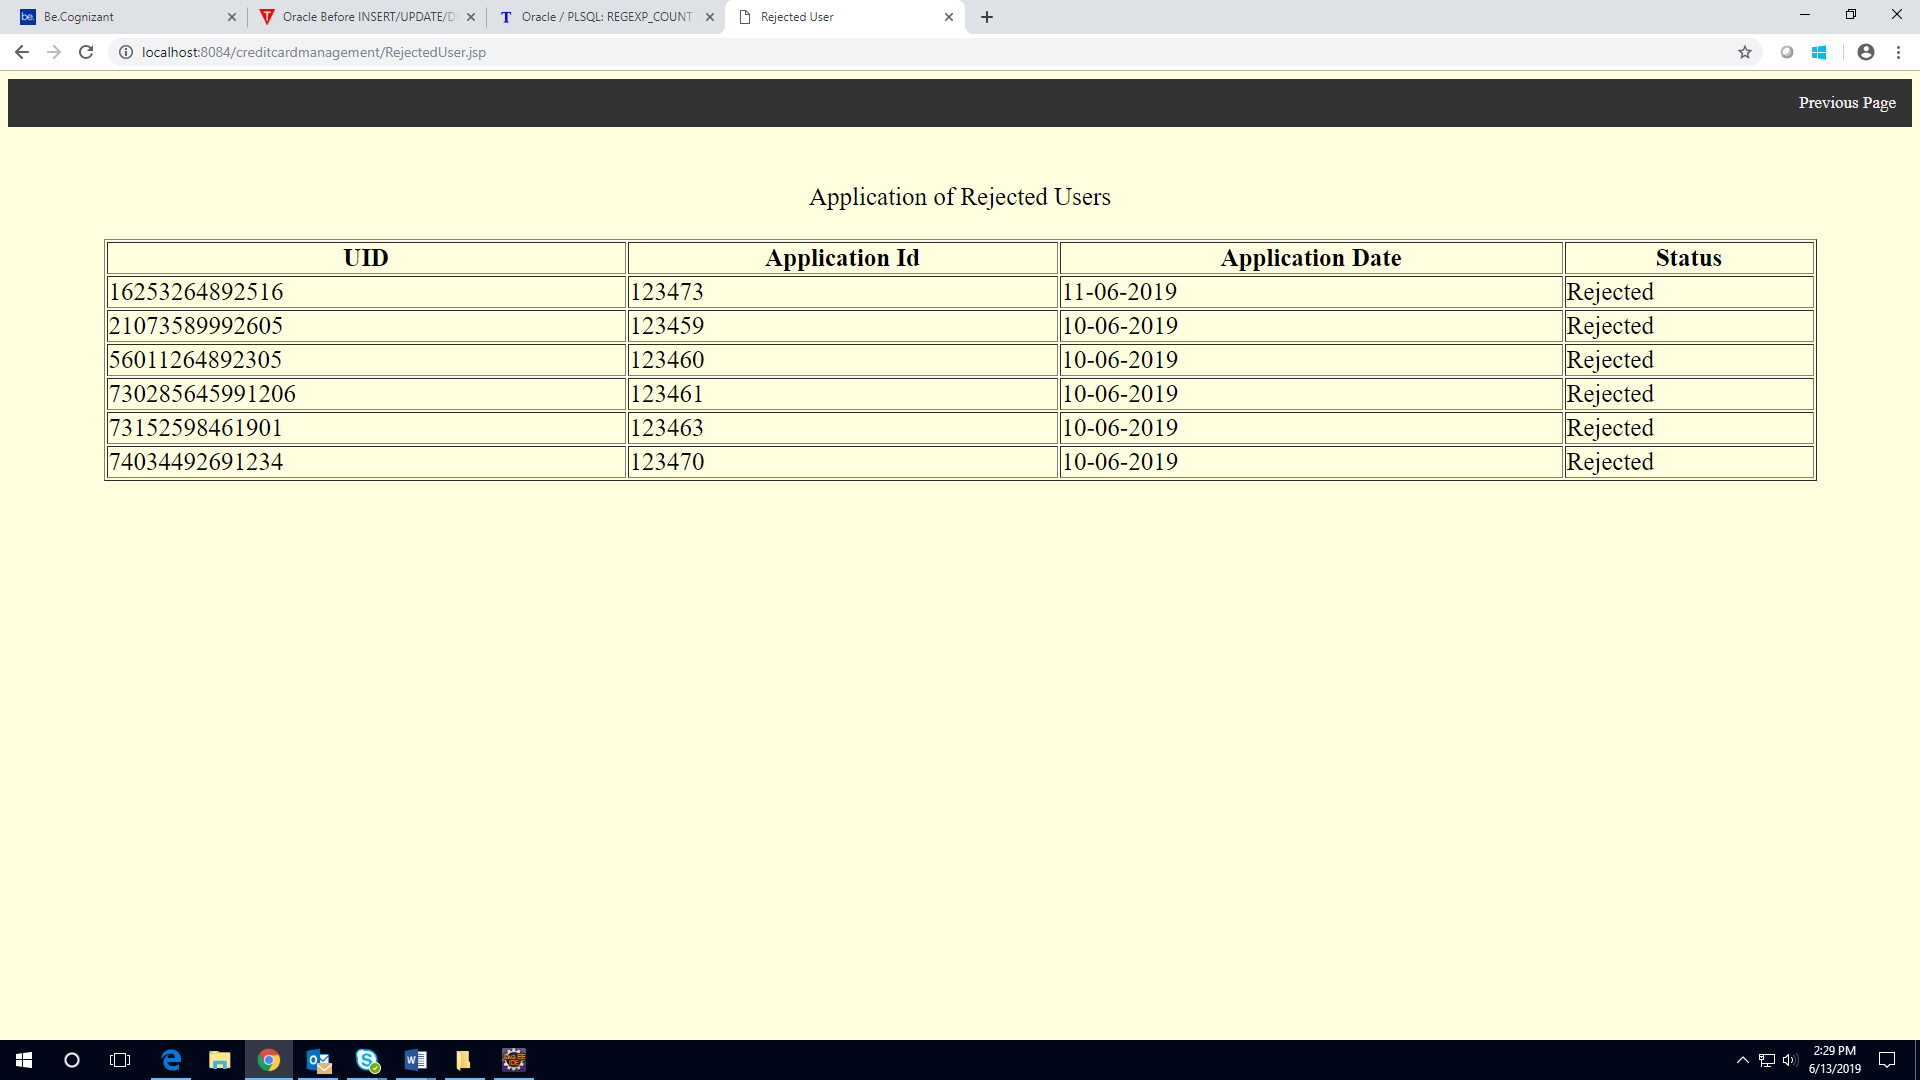 Be.Cognizant
Oracle Before INSERT/UPDATE/D
T Oracle / PLSQL: REGEXP_COUNT
Rejected User
localhost:8084/creditcardmanagement/RejectedUser.jsp
Previous Page
Application of Rejected Users
UID Application Id Application Date Status
16253264892516 123473 11-06-2019 Rejected
21073589992605 123459 10-06-2019 Rejected
56011264892305 123460 10-06-2019 Rejected
730285645991206 123461 10-06-2019 Rejected
73152598461901 123463 10-06-2019 Rejected
74034492691234 123470 10-06-2019 Rejected
2:29 PM
6/13/2019